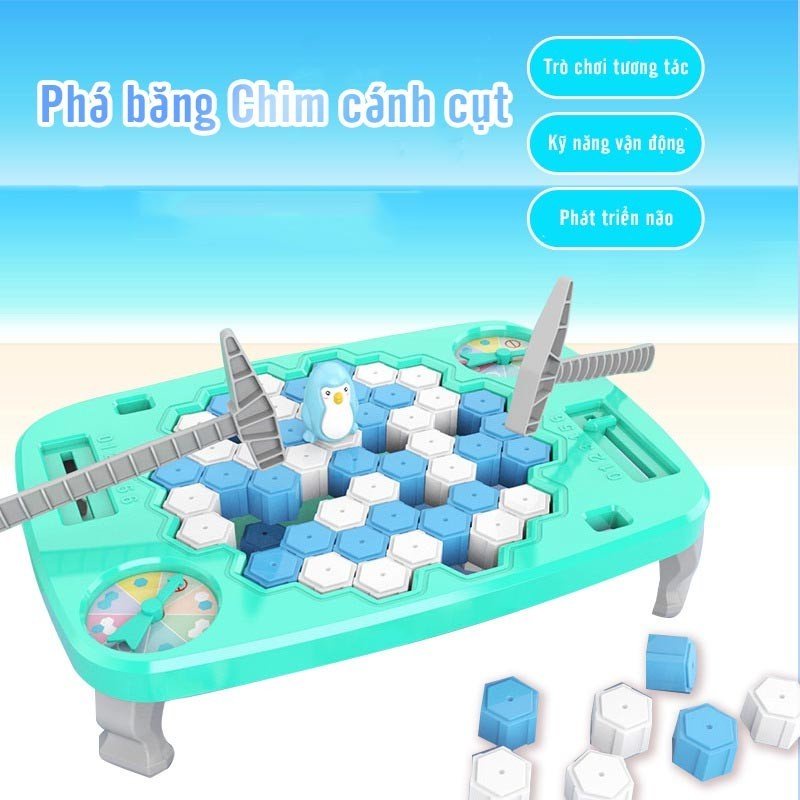 Phá băng Chim cánh cụt
Trò chơi tương tác
Kỹ năng vận động
Phát triển não